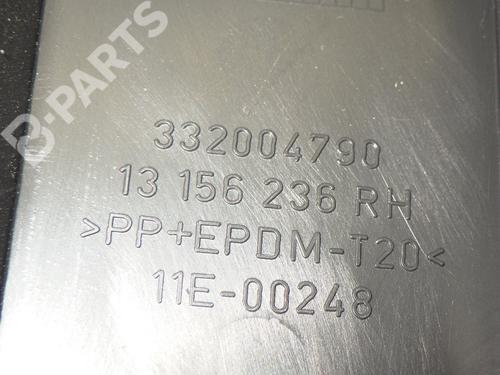 332004790
13 156 236 RH
>PP+EPDM-T20<
11E-00248
B-PARTS